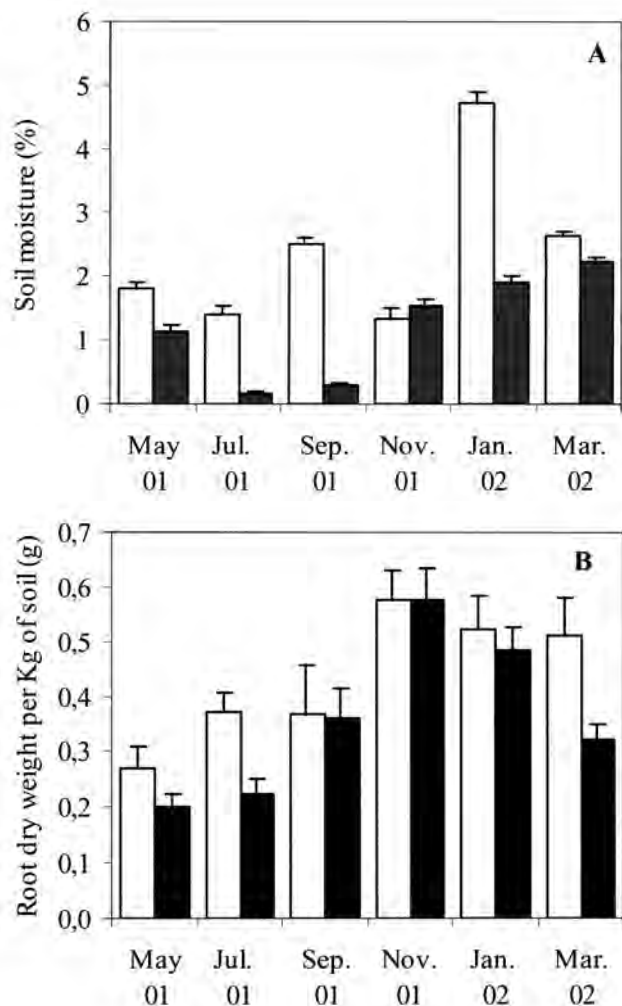 A
Soil moisture (%)
6
5
4
3
2
1
0
May Jul. Sep. Nov. Jan. Mar.
01 01 01 01 02 02
B
Root dry weight per Kg of soil (g)
0,7
0,6
0,5
0,4
0,3
0,2
0,1
0,0
May Jul. Sep. Nov. Jan. Mar.
01 01 01 01 02 02